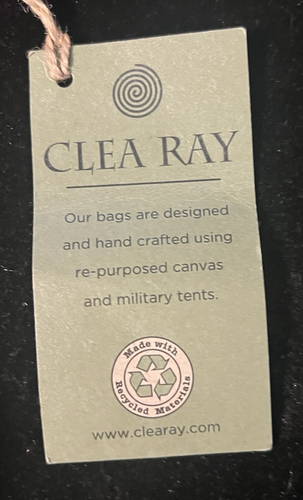 CLEA RAY
Our bags are designed
and hand crafted using
re-purposed canvas
and military tents.
Made with
Recycled Materials
www.clearay.com